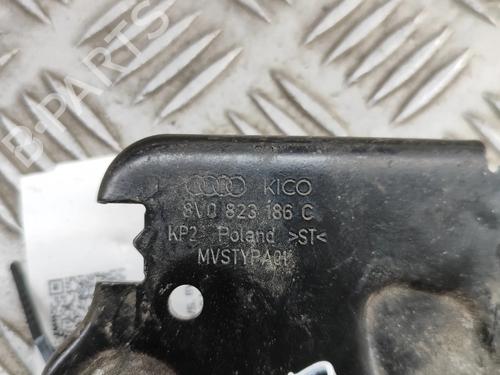 B-Parts
KICO
8V0 823 186 C
KP2 Poland >ST<
MVSTYPA01